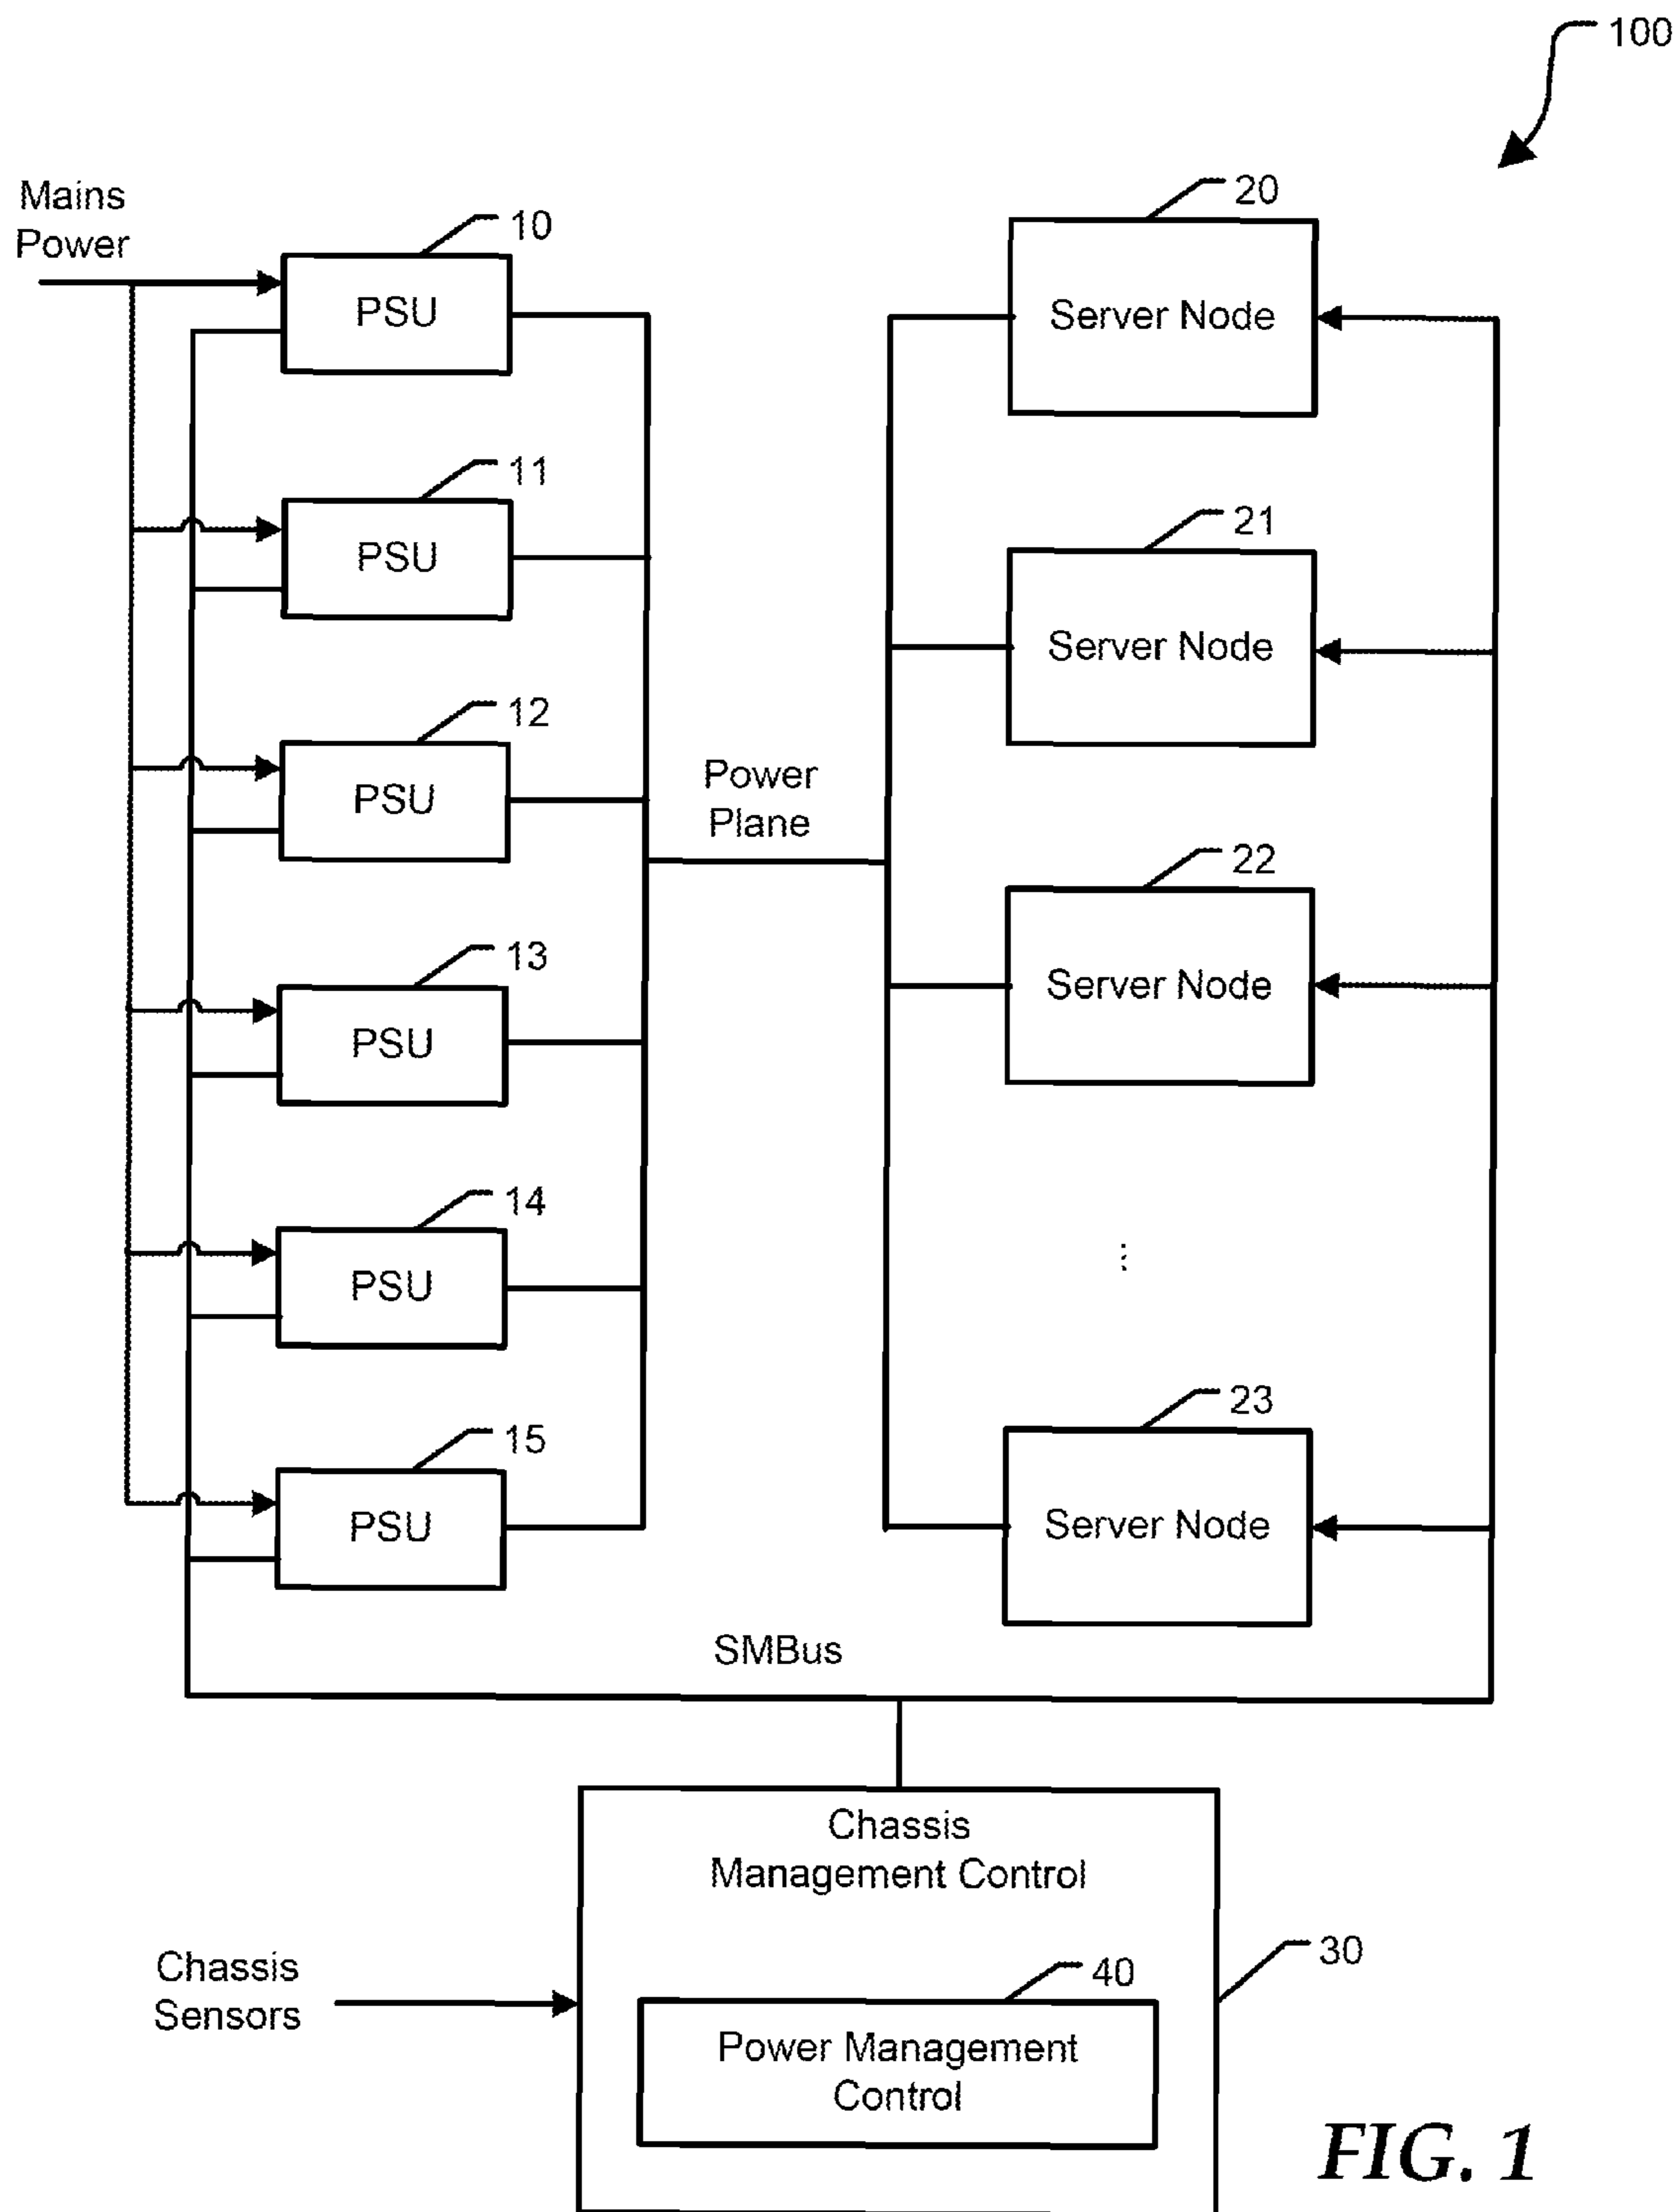 100
Mains
Power
10
PSU
11
PSU
12
PSU
13
PSU
14
PSU
15
PSU
Power
Plane
20
Server Node
21
Server Node
22
Server Node
...
23
Server Node
SMBus
Chassis
Management Control
30
Chassis
Sensors
40
Power Management
Control
FIG. 1